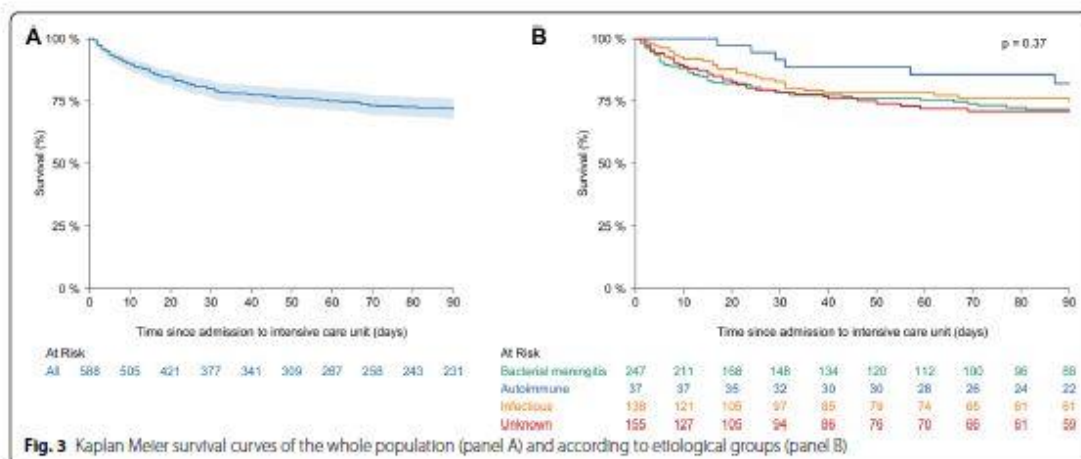 A
100 %
75 %
50 %
25 %
0 %
Survival (%)
0 10 20 30 40 50 60 70 80 90
Time since admission to intensive care unit (days)
At Risk
All 588 505 421 377 341 309 287 258 243 231
B
p = 0.37
100 %
75 %
50 %
25 %
0 %
Survival (%)
0 10 20 30 40 50 60 70 80 90
Time since admission to intensive care unit (days)
At Risk
Bacterial meningitis 247 211 168 148 134 120 112 100 96 88
Autoimmune 37 37 35 32 30 30 28 26 24 22
Infectious 138 121 105 97 85 79 74 65 61 61
Unknown 155 127 105 94 86 76 70 66 61 59
Fig. 3 Kaplan Meier survival curves of the whole population (panel A) and according to etiological groups (panel B)